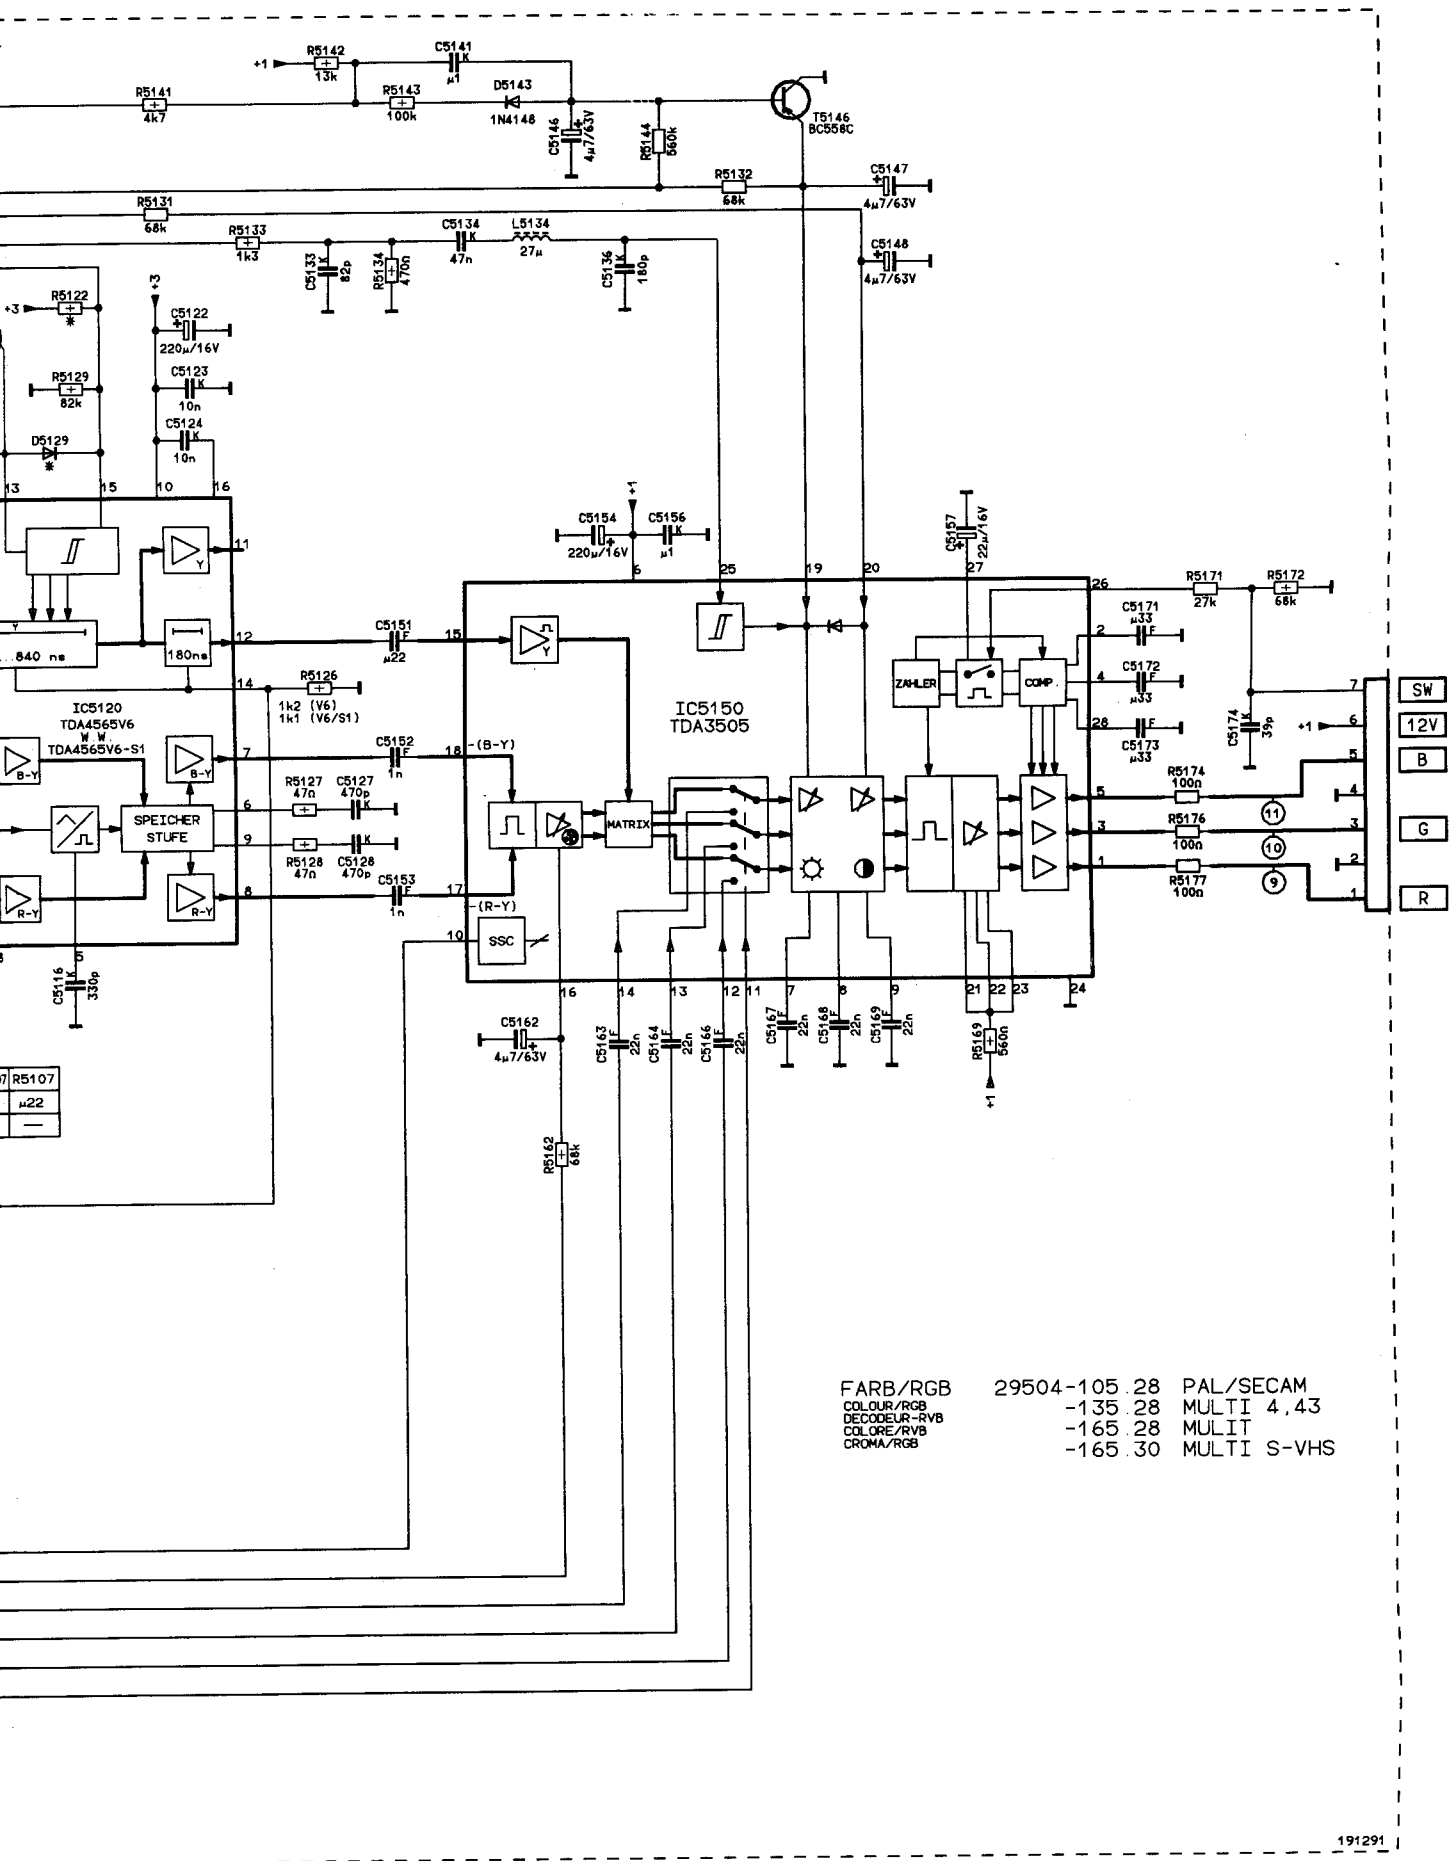 R5142
+1
13k
C5141
K
µ1
R5141
4k7
R5143
100k
D5143
1N4148
C5146
4µ7/63V
R5144
560k
T5146
BC558C
R5132
68k
C5147
4µ7/63V
R5131
68k
R5133
1k3
C5133
K
82p
R5134
470Ω
C5134
K
47n
L5134
27µ
C5136
K
180p
C5148
4µ7/63V
+3
R5122
*
+3
C5122
220µ/16V
R5129
82k
C5123
K
10n
C5124
K
10n
D5129
*
13
15
10
16
11
Y
Y
...840 ns
180ns
12
14
R5126
1k2 (V6)
1k1 (V6/S1)
IC5120
TDA4565V6
W.W.
TDA4565V6-S1
B-Y
B-Y
7
SPEICHER
STUFE
6
9
R5127
47Ω
C5127
470p
K
R5128
47Ω
C5128
470p
K
R-Y
R-Y
8
5
C5116
K
330p
C5151
F
µ22
C5152
F
1n
C5153
F
1n
+1
C5154
220µ/16V
C5156
K
µ1
C5157
22µ/16V
6
25
19
20
27
26
15
Y
18
-(B-Y)
17
-(R-Y)
10
SSC
MATRIX
IC5150
TDA3505
ZÄHLER
COMP.
2
4
28
C5171
µ33
F
C5172
F
µ33
F
C5173
µ33
R5171
27k
R5172
68k
C5174
K
39p
+1
7
6
5
4
3
2
1
SW
12V
B
G
R
5
3
1
R5174
100Ω
R5176
100Ω
R5177
100Ω
11
10
9
16
14
13
12
11
7
8
9
21
22
23
24
C5162
4µ7/63V
C5163
F
22n
C5164
F
22n
C5166
F
22n
C5167
F
22n
C5168
F
22n
C5169
F
22n
R5169
560Ω
+1
R5162
68k
R5107
µ22
—
FARB/RGB 29504-105.28 PAL/SECAM
COLOUR/RGB -135.28 MULTI 4,43
DECODEUR-RVB
COLORE/RVB -165.28 MULIT
CROMA/RGB -165.30 MULTI S-VHS
191291